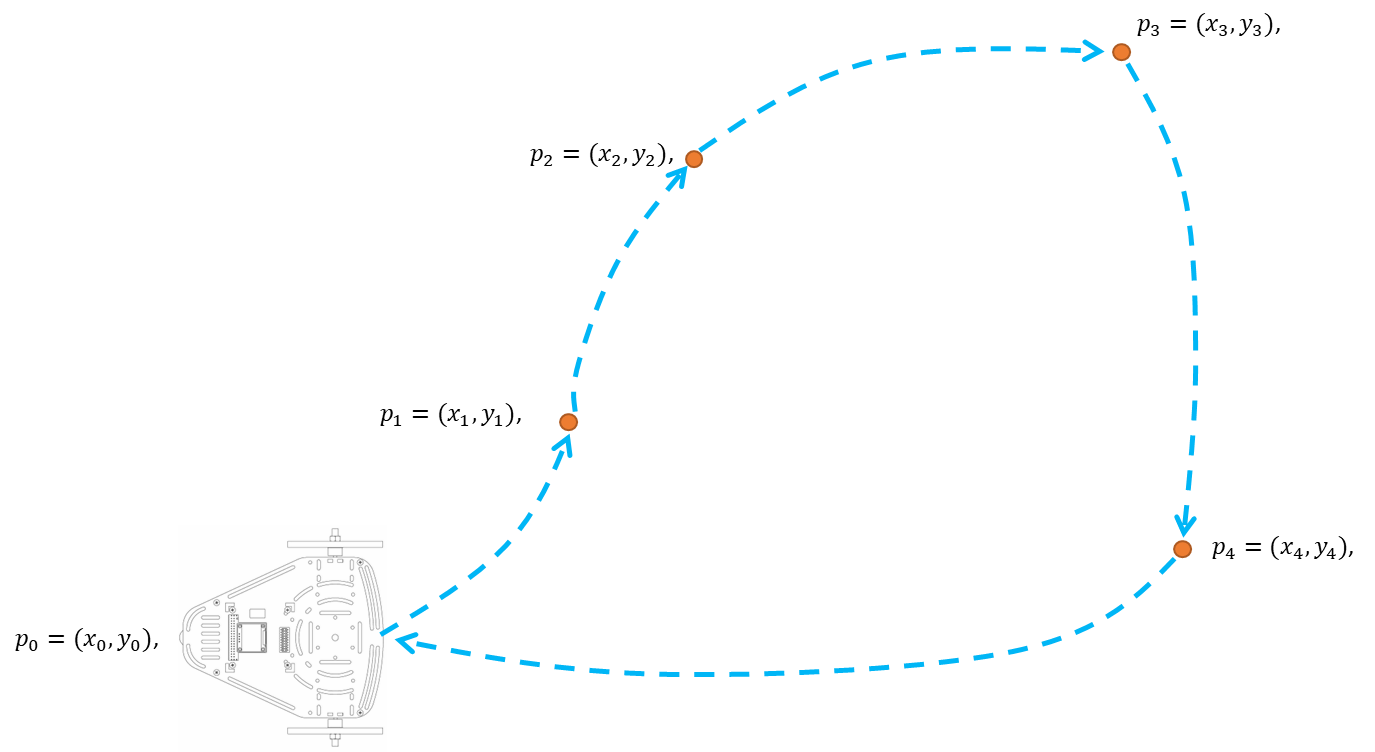 p₃ = (x₃, y₃),
p₂ = (x₂, y₂),
p₁ = (x₁, y₁),
p₄ = (x₄, y₄),
p₀ = (x₀, y₀),